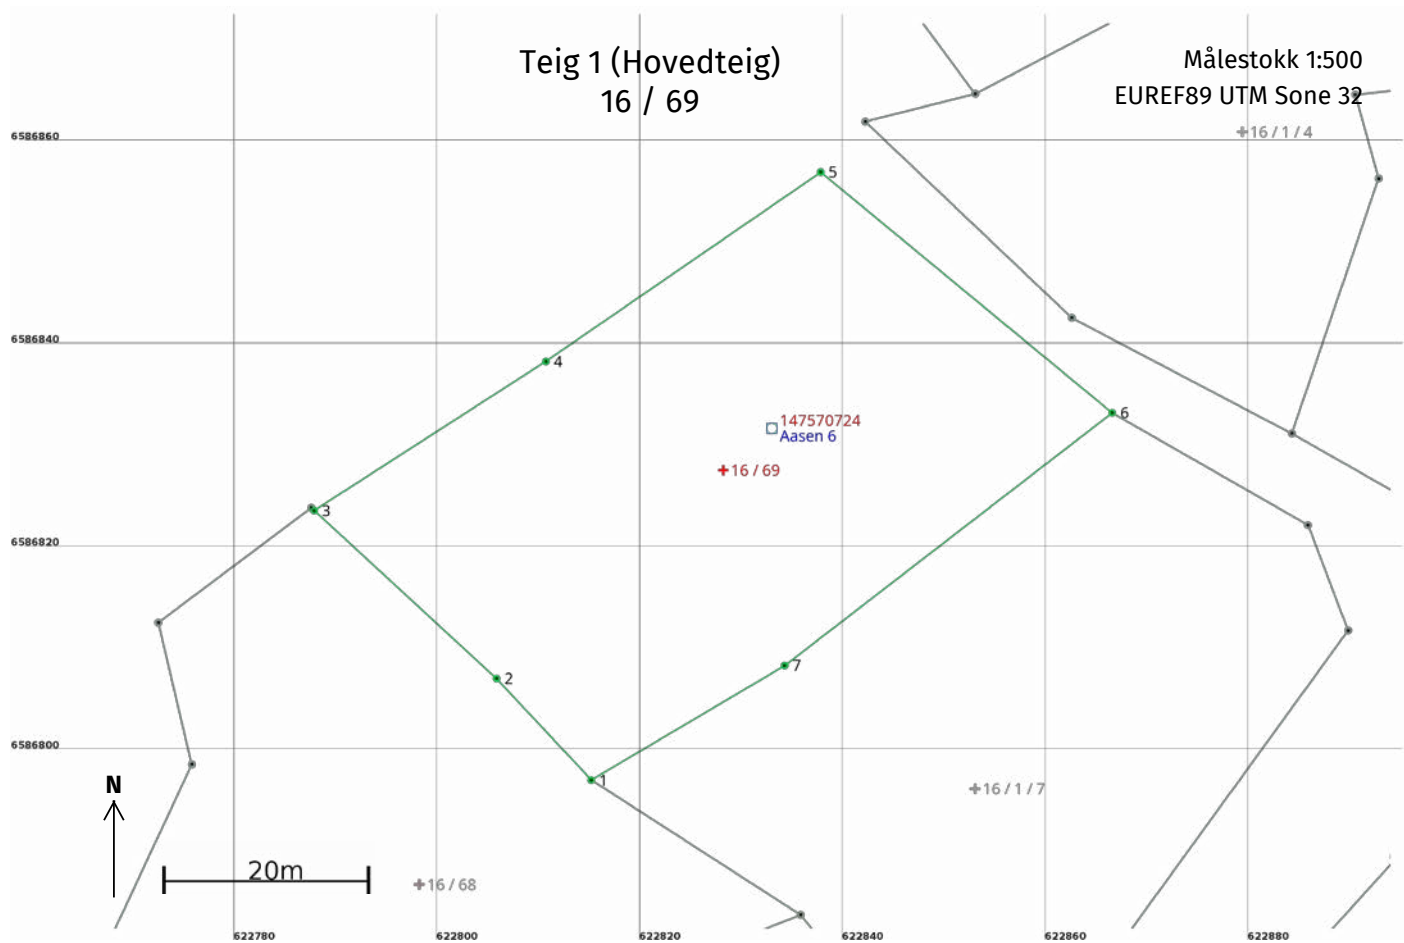 Teig 1 (Hovedteig)
16 / 69
Målestokk 1:500
EUREF89 UTM Sone 32
6586860
16 / 1 / 4
5
6586840
4
147570724
Aasen 6
6
16 / 69
3
6586820
2
7
6586800
1
N
16 / 1 / 7
20m
16 / 68
622780
622800
622820
622840
622860
622880